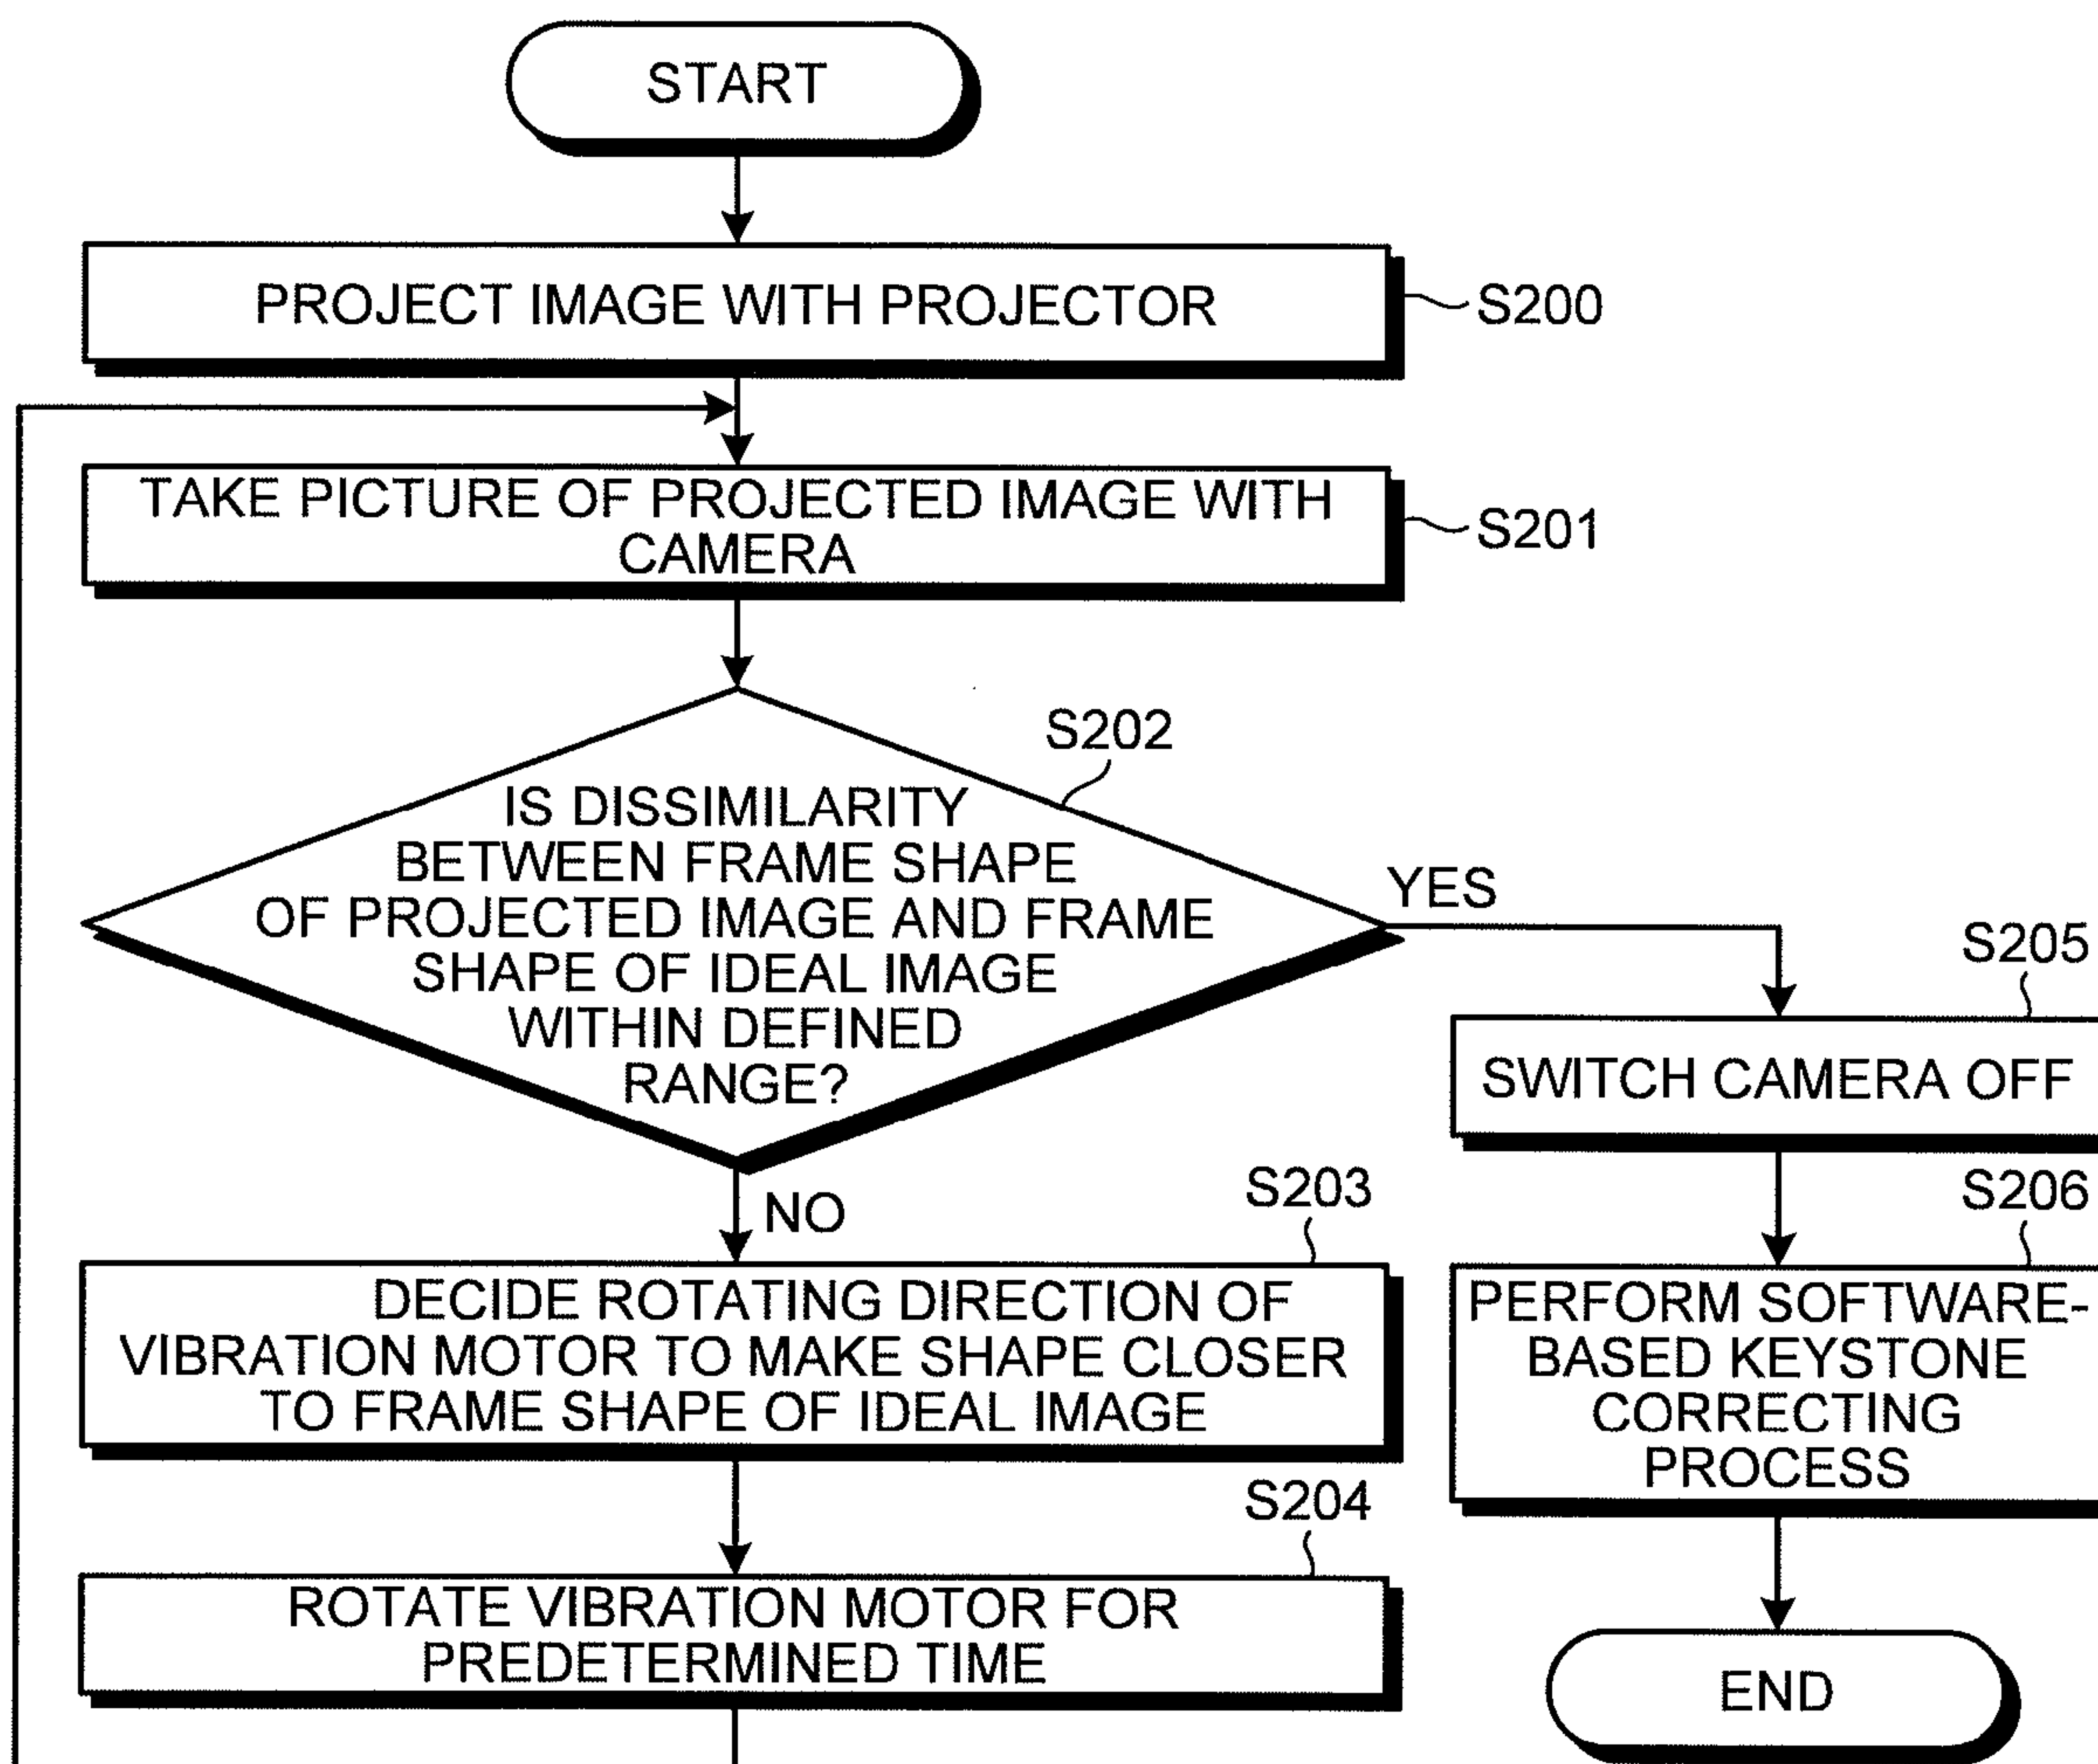 START
PROJECT IMAGE WITH PROJECTOR
S200
TAKE PICTURE OF PROJECTED IMAGE WITH
CAMERA
S201
S202
IS DISSIMILARITY
BETWEEN FRAME SHAPE
OF PROJECTED IMAGE AND FRAME
SHAPE OF IDEAL IMAGE
WITHIN DEFINED
RANGE?
YES
NO
S203
DECIDE ROTATING DIRECTION OF
VIBRATION MOTOR TO MAKE SHAPE CLOSER
TO FRAME SHAPE OF IDEAL IMAGE
S204
ROTATE VIBRATION MOTOR FOR
PREDETERMINED TIME
S205
SWITCH CAMERA OFF
S206
PERFORM SOFTWARE-
BASED KEYSTONE
CORRECTING
PROCESS
END